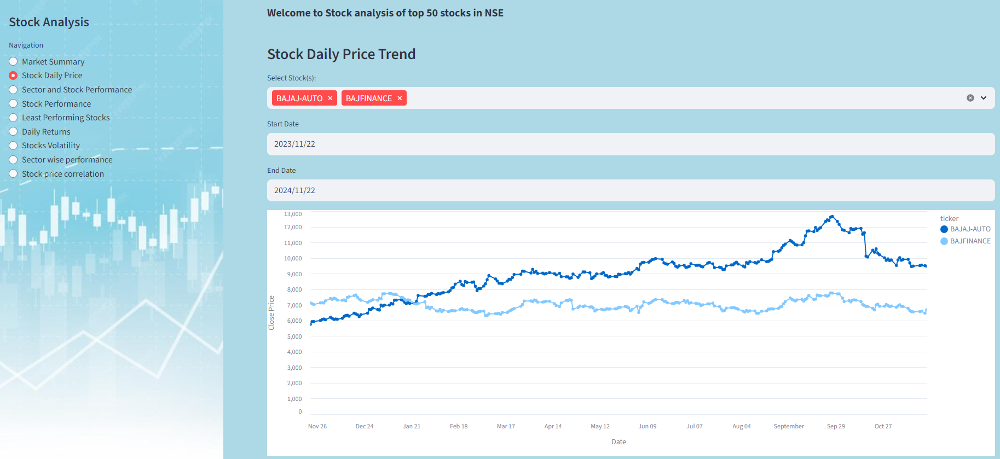 Stock Analysis
Navigation
Market Summary
Stock Daily Price
Sector and Stock Performance
Stock Performance
Least Performing Stocks
Daily Returns
Stocks Volatility
Sector wise performance
Stock price correlation
Welcome to Stock analysis of top 50 stocks in NSE
Stock Daily Price Trend
Select Stock(s):
BAJAJ-AUTO × BAJFINANCE ×
Start Date
2023/11/22
End Date
2024/11/22
13,000
12,000
11,000
10,000
9,000
8,000
7,000
6,000
5,000
4,000
3,000
2,000
1,000
0
Close Price
Nov 26 Dec 24 Jan 21 Feb 18 Mar 17 Apr 14 May 12 Jun 09 Jul 07 Aug 04 September Sep 29 Oct 27
Date
ticker
BAJAJ-AUTO
BAJFINANCE